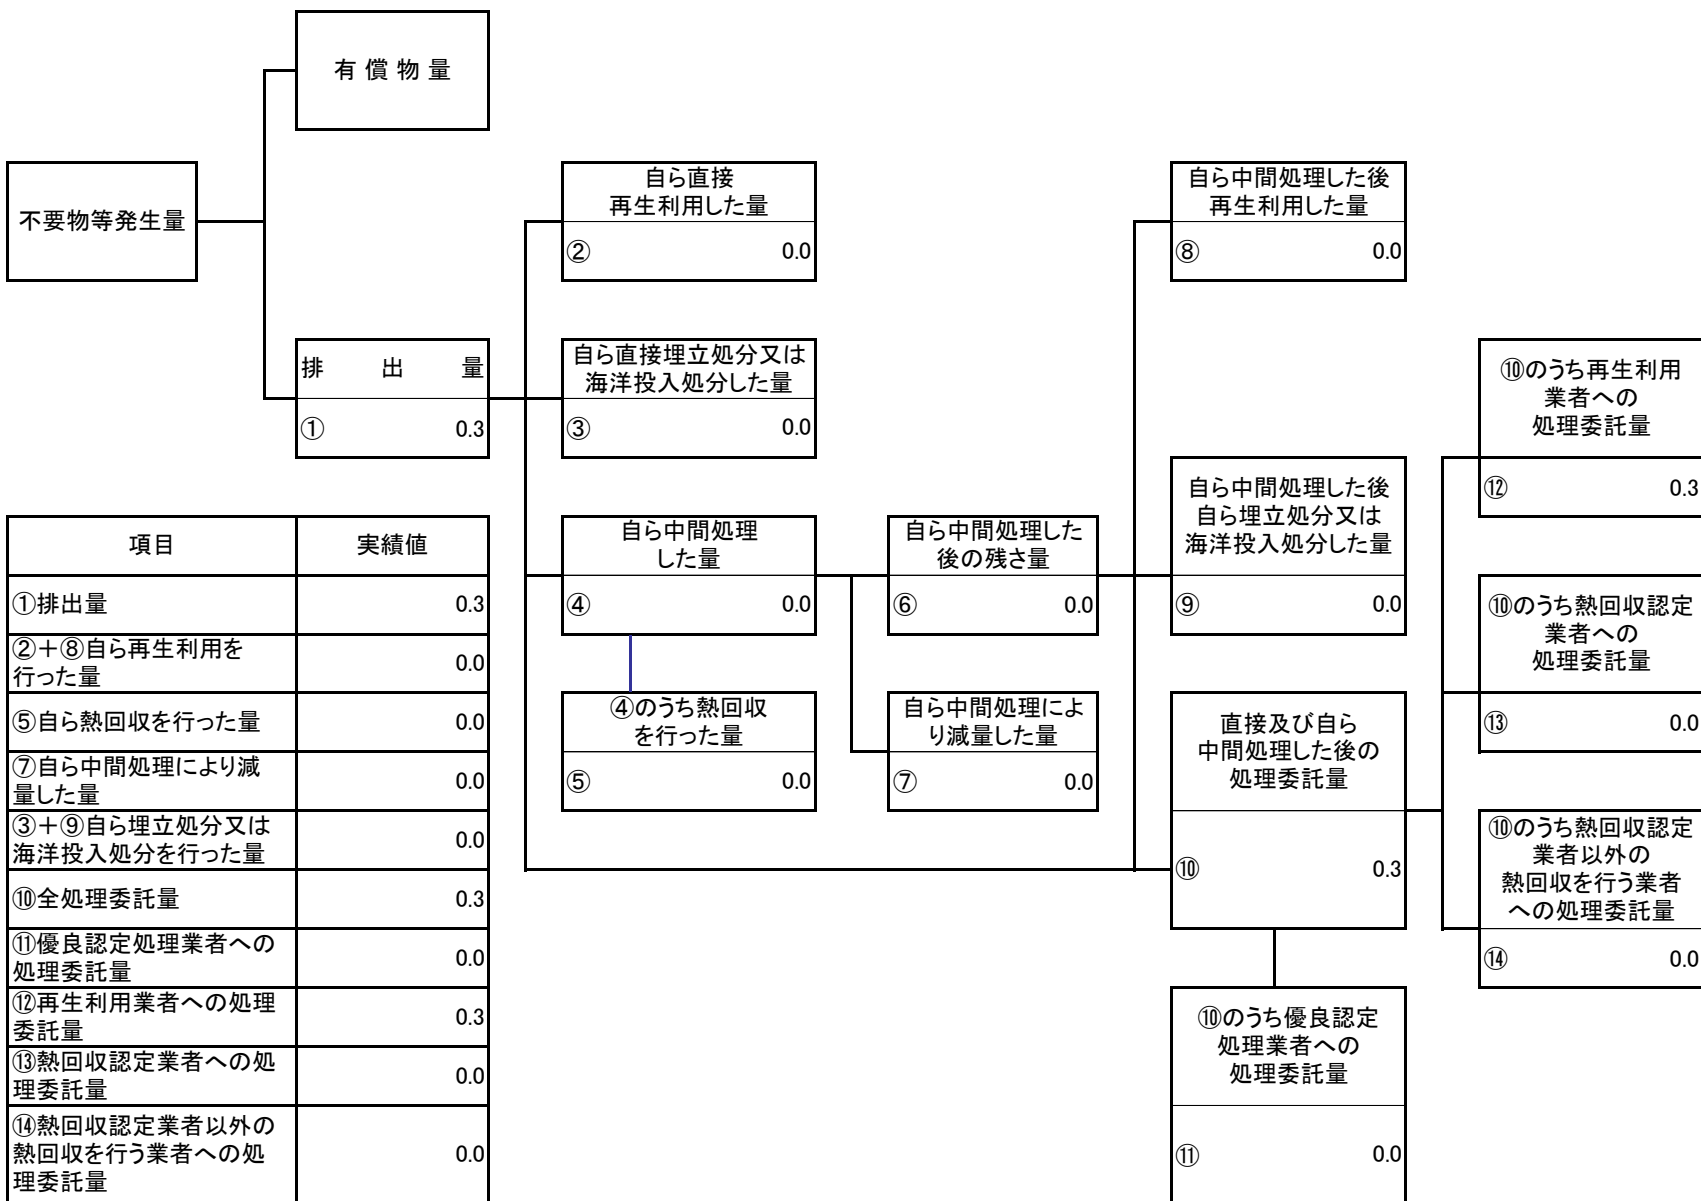 有 償 物 量
不要物等発生量
排 出 量
① 0.3
自ら直接
再生利用した量
② 0.0
自ら直接埋立処分又は
海洋投入処分した量
③ 0.0
自ら中間処理
した量
④ 0.0
④のうち熱回収
を行った量
⑤ 0.0
自ら中間処理した
後の残さ量
⑥ 0.0
自ら中間処理によ
り減量した量
⑦ 0.0
自ら中間処理した後
再生利用した量
⑧ 0.0
自ら中間処理した後
自ら埋立処分又は
海洋投入処分した量
⑨ 0.0
直接及び自ら
中間処理した後の
処理委託量
⑩ 0.3
⑩のうち優良認定
処理業者への
処理委託量
⑪ 0.0
⑩のうち再生利用
業者への
処理委託量
⑫ 0.3
⑩のうち熱回収認定
業者への
処理委託量
⑬ 0.0
⑩のうち熱回収認定
業者以外の
熱回収を行う業者
への処理委託量
⑭ 0.0
項目 実績値
①排出量 0.3
②＋⑧自ら再生利用を
行った量 0.0
⑤自ら熱回収を行った量 0.0
⑦自ら中間処理により減
量した量 0.0
③＋⑨自ら埋立処分又は
海洋投入処分を行った量 0.0
⑩全処理委託量 0.3
⑪優良認定処理業者への
処理委託量 0.0
⑫再生利用業者への処理
委託量 0.3
⑬熱回収認定業者への処
理委託量 0.0
⑭熱回収認定業者以外の
熱回収を行う業者への処
理委託量 0.0